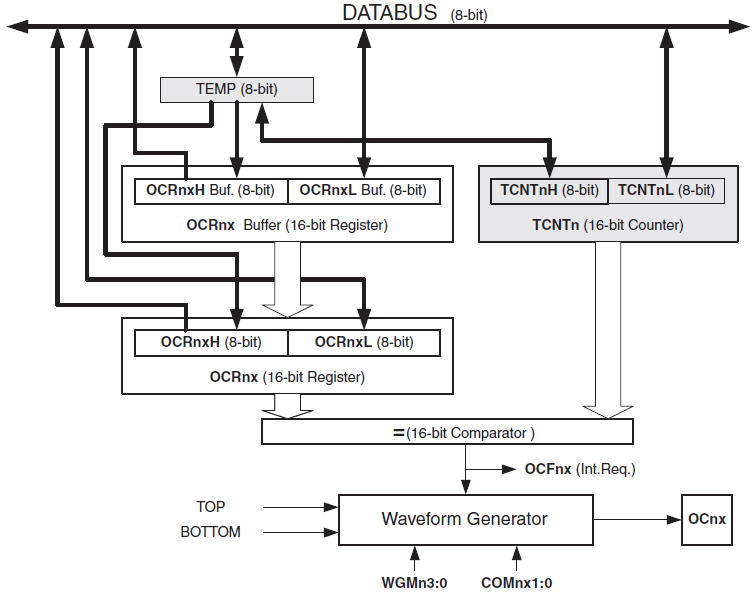 DATABUS (8-bit)
TEMP (8-bit)
OCRnxH Buf. (8-bit) OCRnxL Buf. (8-bit)
OCRnx Buffer (16-bit Register)
TCNTnH (8-bit) TCNTnL (8-bit)
TCNTn (16-bit Counter)
OCRnxH (8-bit) OCRnxL (8-bit)
OCRnx (16-bit Register)
= (16-bit Comparator )
OCFnx (Int.Req.)
TOP
BOTTOM
Waveform Generator
OCnx
WGMn3:0 COMnx1:0